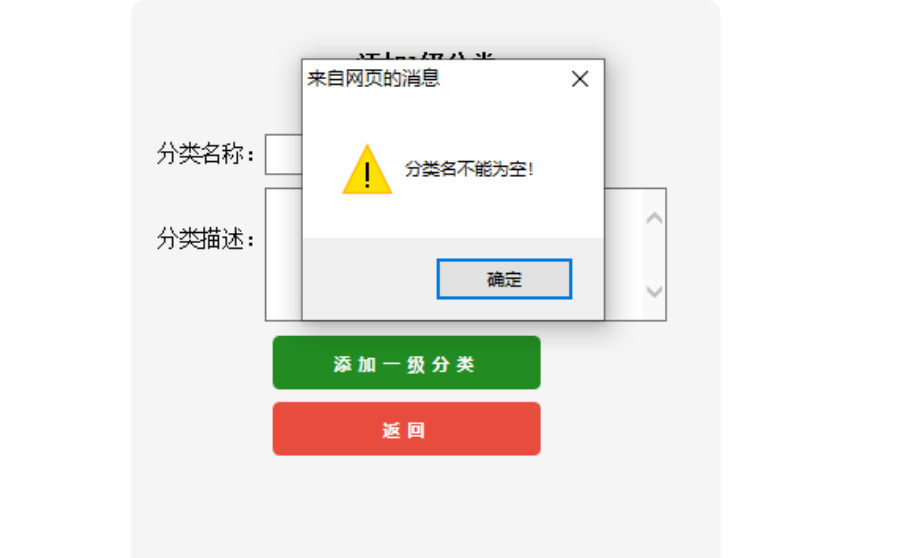 来自网页的消息
分类名称：
分类名不能为空!
分类描述：
确定
添加一级分类
返回